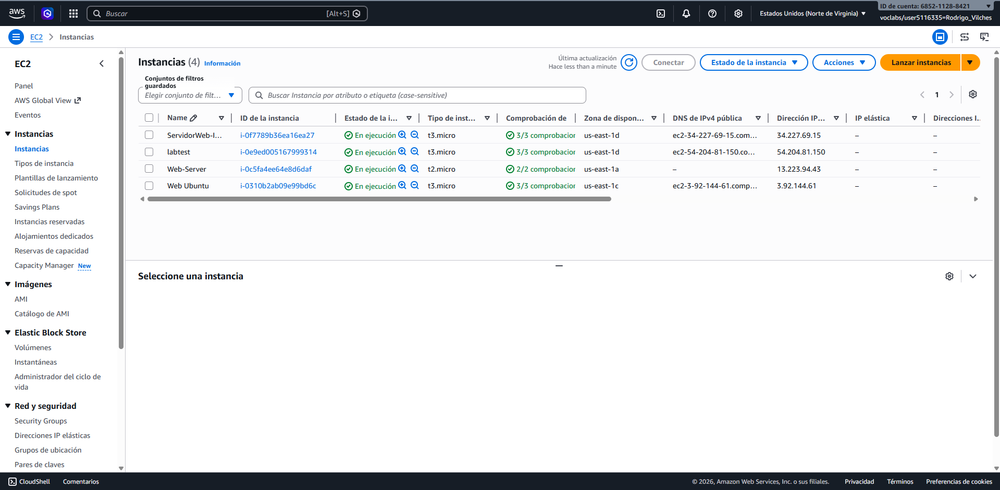 aws
Buscar [Alt+S]
Estados Unidos (Norte de Virginia)
ID de cuenta: 6852-1128-8421
voclabs/user5116335=Rodrigo_Vilches
EC2 Instancias
EC2
Panel
AWS Global View
Eventos
Instancias
Instancias
Tipos de instancia
Plantillas de lanzamiento
Solicitudes de spot
Savings Plans
Instancias reservadas
Alojamientos dedicados
Reservas de capacidad
Capacity Manager New
Imágenes
AMI
Catálogo de AMI
Elastic Block Store
Volúmenes
Instantáneas
Administrador del ciclo de
vida
Red y seguridad
Security Groups
Direcciones IP elásticas
Grupos de ubicación
Pares de claves
Instancias (4) Información
Última actualización
Hace less than a minute
Conectar
Estado de la instancia
Acciones
Lanzar instancias
Conjuntos de filtros
guardados
Elegir conjunto de filt...
Buscar Instancia por atributo o etiqueta (case-sensitive)
1
Name ID de la instancia Estado de la i... Tipo de inst... Comprobación de Zona de dispon... DNS de IPv4 pública Dirección IP... IP elástica Direcciones I...
ServidorWeb-I... i-0f7789b36ea16ea27 En ejecución t3.micro 3/3 comprobacior us-east-1d ec2-34-227-69-15.com... 34.227.69.15 – –
labtest i-0e9ed005167999314 En ejecución t3.micro 3/3 comprobacior us-east-1d ec2-54-204-81-150.co... 54.204.81.150 – –
Web-Server i-0c5fa4ee64e8d6daf En ejecución t2.micro 2/2 comprobacior us-east-1a – 13.223.94.43 – –
Web Ubuntu i-0310b2ab09e99bd6c En ejecución t3.micro 3/3 comprobacior us-east-1c ec2-3-92-144-61.comp... 3.92.144.61 – –
Seleccione una instancia
CloudShell Comentarios © 2026, Amazon Web Services, Inc. o sus filiales. Privacidad Términos Preferencias de cookies